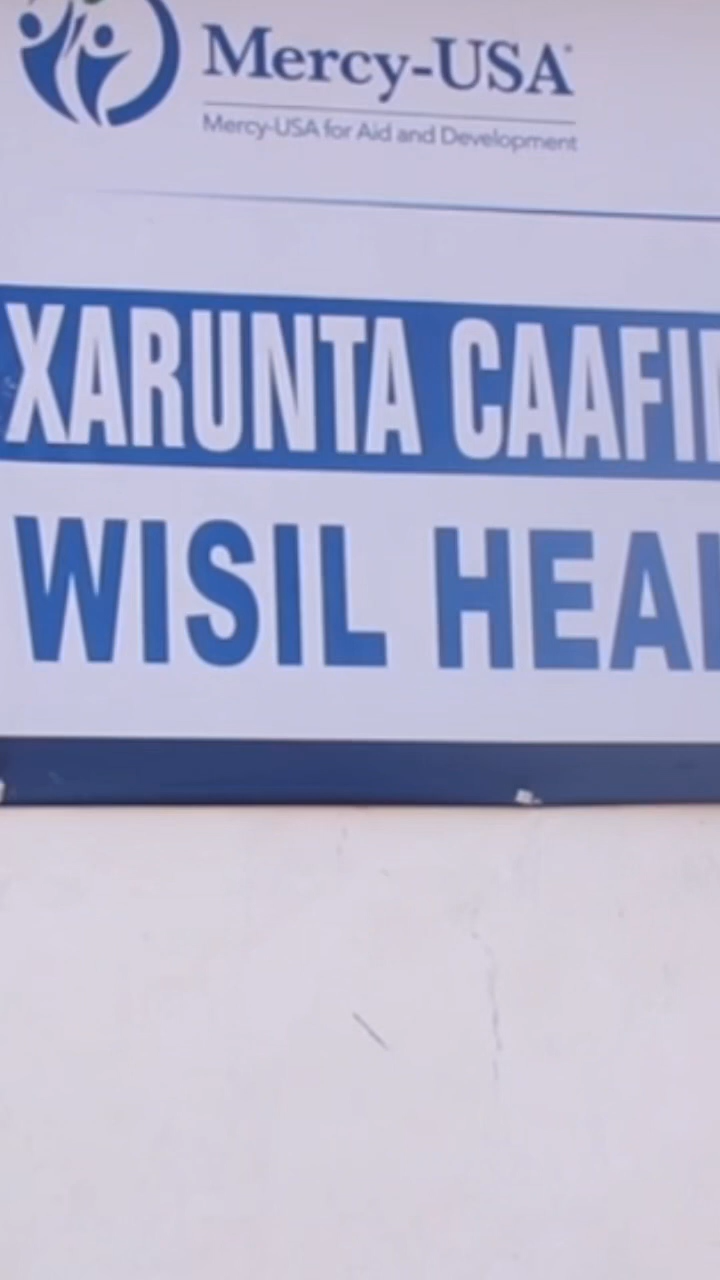 Mercy-USA
Mercy-USA for Aid and Development
XARUNTA CAAFI
WISIL HEA